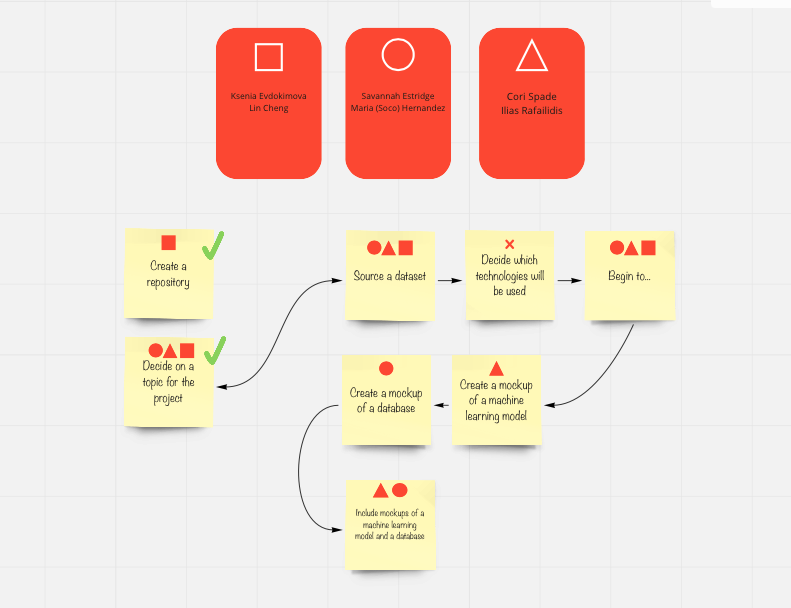 Ksenia Evdokimova
Lin Cheng
Savannah Estridge
Maria (Soco) Hernandez
Cori Spade
Ilias Rafailidis
Create a
repository
Source a dataset
Decide which
technologies will
be used
Begin to...
Decide on a
topic for the
project
Create a mockup
of a database
Create a mockup
of a machine
learning model
Include mockups of a
machine learning
model and a database